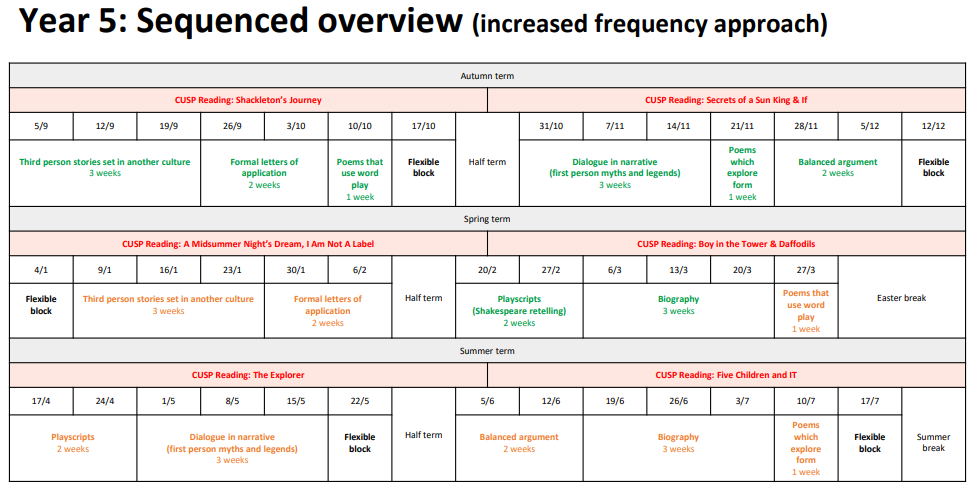 Year 5: Sequenced overview (increased frequency approach)
Autumn term
CUSP Reading: Shackleton's Journey
CUSP Reading: Secrets of a Sun King & If
5/9
12/9
19/9
26/9
3/10
10/10
17/10
Half term
31/10
7/11
14/11
21/11
28/11
5/12
12/12
Third person stories set in another culture
3 weeks
Formal letters of
application
2 weeks
Poems that
use word
play
1 week
Flexible
block
Dialogue in narrative
(first person myths and legends)
3 weeks
Poems
which
explore
form
1 week
Balanced argument
2 weeks
Flexible
block
Spring term
CUSP Reading: A Midsummer Night's Dream, I Am Not A Label
CUSP Reading: Boy in the Tower & Daffodils
4/1
9/1
16/1
23/1
30/1
6/2
Half term
20/2
27/2
6/3
13/3
20/3
27/3
Easter break
Flexible
block
Third person stories set in another culture
3 weeks
Formal letters of
application
2 weeks
Playscripts
(Shakespeare retelling)
2 weeks
Biography
3 weeks
Poems that
use word
play
1 week
Summer term
CUSP Reading: The Explorer
CUSP Reading: Five Children and IT
17/4
24/4
1/5
8/5
15/5
22/5
Half term
5/6
12/6
19/6
26/6
3/7
10/7
17/7
Summer
break
Playscripts
2 weeks
Dialogue in narrative
(first person myths and legends)
3 weeks
Flexible
block
Balanced argument
2 weeks
Biography
3 weeks
Poems
which
explore
form
1 week
Flexible
block